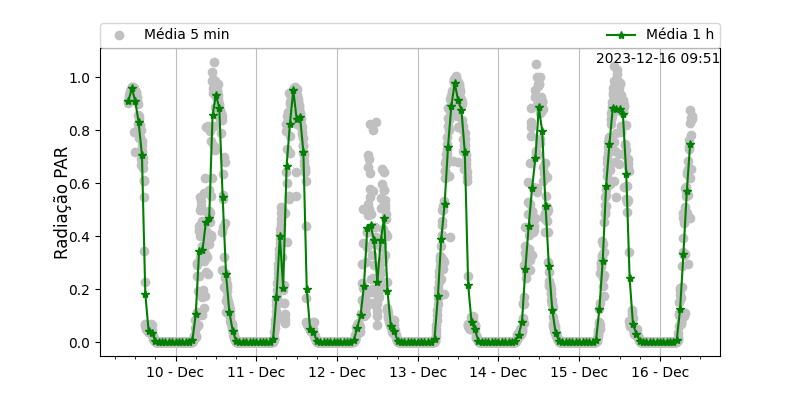 Média 5 min
Média 1 h
2023-12-16 09:51
Radiação PAR
1.0
0.8
0.6
0.4
0.2
0.0
10 - Dec
11 - Dec
12 - Dec
13 - Dec
14 - Dec
15 - Dec
16 - Dec